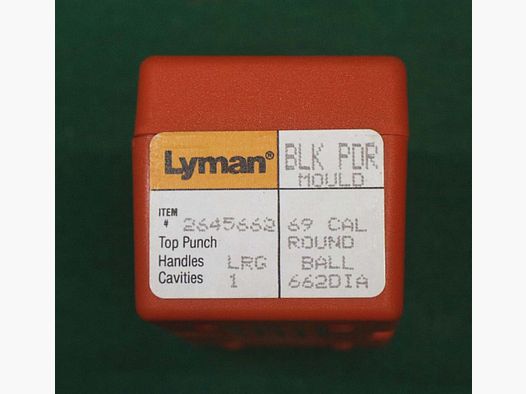 Lyman®
BLK PDR
MOULD
ITEM
# 2645662
Top Punch
Handles LRG
Cavities 1
69 CAL
ROUND
BALL
662DIA